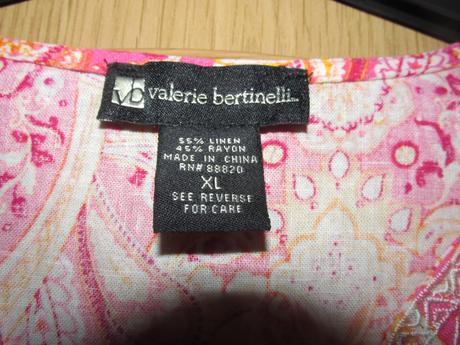 vb valerie bertinelli...
55% LINEN
45% RAYON
MADE IN CHINA
RN# 88820
XL
SEE REVERSE
FOR CARE